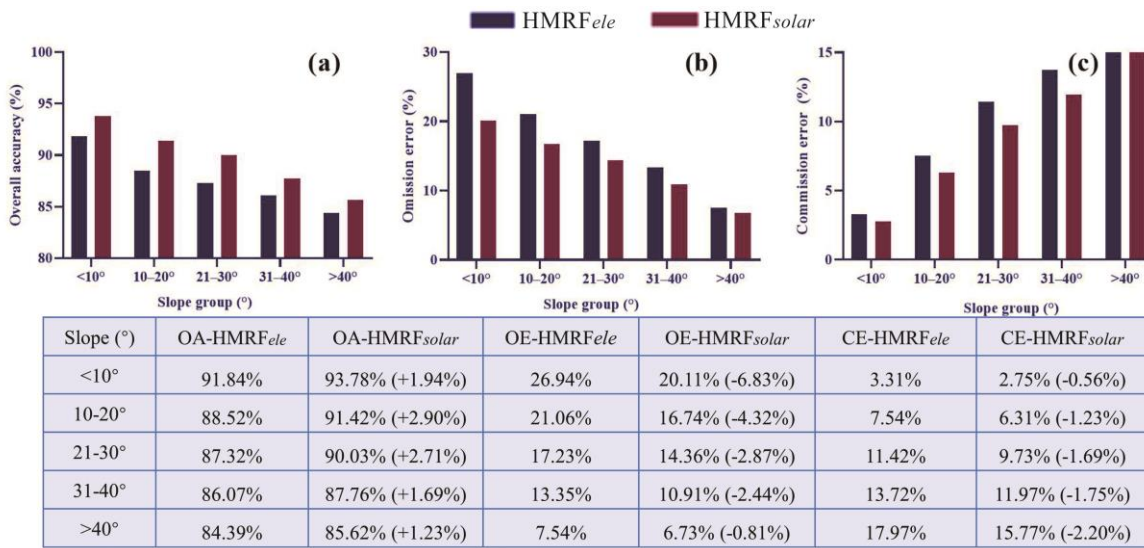 HMRFele HMRFsolar
(a)
Overall accuracy (%)
100
95
90
85
80
<10° 10–20° 21–30° 31–40° >40°
Slope group (°)
(b)
Omission error (%)
30
20
10
0
<10° 10–20° 21–30° 31–40° >40°
Slope group (°)
(c)
Commission error (%)
15
10
5
0
<10° 10–20° 21–30° 31–40° >40°
Slope group (°)
Slope (°) OA-HMRFele OA-HMRFsolar OE-HMRFele OE-HMRFsolar CE-HMRFele CE-HMRFsolar
<10° 91.84% 93.78% (+1.94%) 26.94% 20.11% (-6.83%) 3.31% 2.75% (-0.56%)
10-20° 88.52% 91.42% (+2.90%) 21.06% 16.74% (-4.32%) 7.54% 6.31% (-1.23%)
21-30° 87.32% 90.03% (+2.71%) 17.23% 14.36% (-2.87%) 11.42% 9.73% (-1.69%)
31-40° 86.07% 87.76% (+1.69%) 13.35% 10.91% (-2.44%) 13.72% 11.97% (-1.75%)
>40° 84.39% 85.62% (+1.23%) 7.54% 6.73% (-0.81%) 17.97% 15.77% (-2.20%)